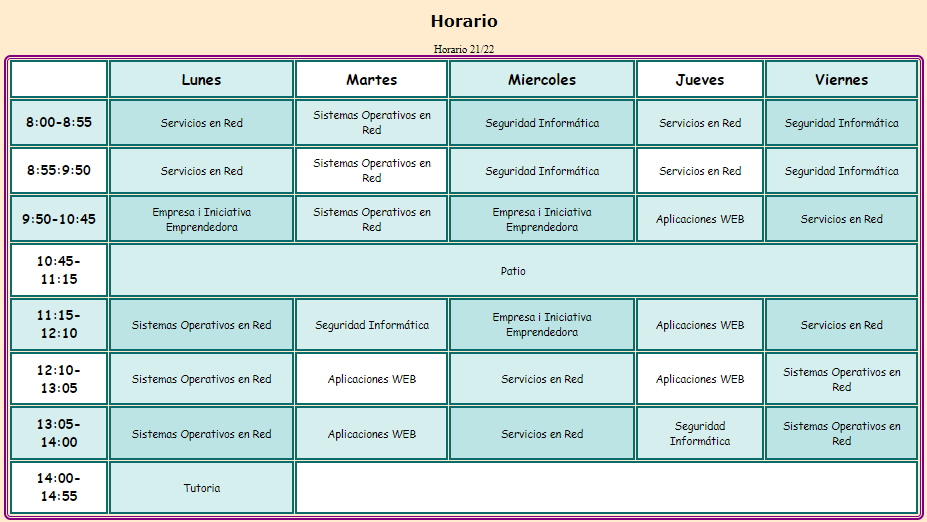 Horario
Horario 21/22
Lunes Martes Miercoles Jueves Viernes
8:00-8:55 Servicios en Red Sistemas Operativos en Red Seguridad Informática Servicios en Red Seguridad Informática
8:55:9:50 Servicios en Red Sistemas Operativos en Red Seguridad Informática Servicios en Red Seguridad Informática
9:50-10:45 Empresa i Iniciativa Emprendedora Sistemas Operativos en Red Empresa i Iniciativa Emprendedora Aplicaciones WEB Servicios en Red
10:45-11:15 Patio
11:15-12:10 Sistemas Operativos en Red Seguridad Informática Empresa i Iniciativa Emprendedora Aplicaciones WEB Servicios en Red
12:10-13:05 Sistemas Operativos en Red Aplicaciones WEB Servicios en Red Aplicaciones WEB Sistemas Operativos en Red
13:05-14:00 Sistemas Operativos en Red Aplicaciones WEB Servicios en Red Seguridad Informática Sistemas Operativos en Red
14:00-14:55 Tutoria